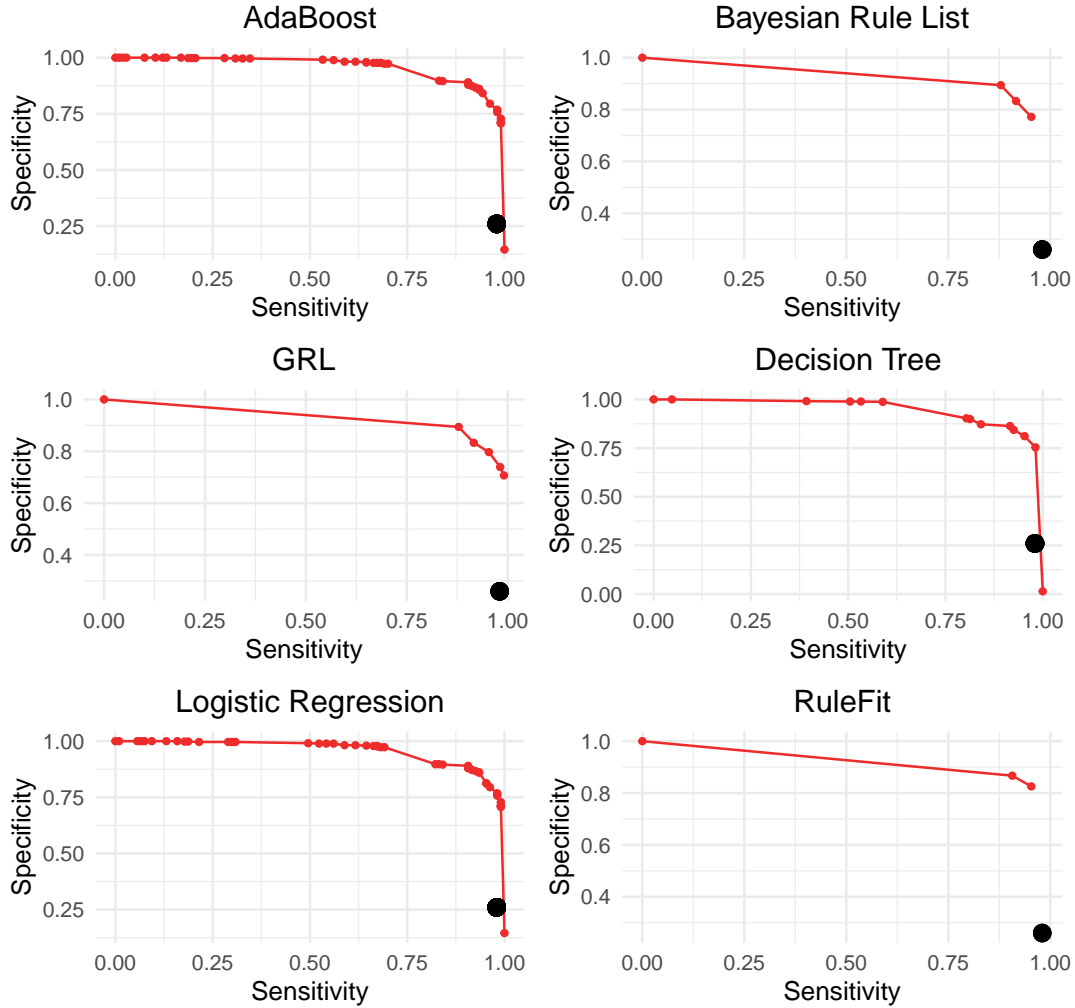 AdaBoost
Specificity
1.00
0.75
0.50
0.25
0.00 0.25 0.50 0.75 1.00
Sensitivity
Bayesian Rule List
Specificity
1.0
0.8
0.6
0.4
0.00 0.25 0.50 0.75 1.00
Sensitivity
GRL
Specificity
1.0
0.8
0.6
0.4
0.00 0.25 0.50 0.75 1.00
Sensitivity
Decision Tree
Specificity
1.00
0.75
0.50
0.25
0.00
0.00 0.25 0.50 0.75 1.00
Sensitivity
Logistic Regression
Specificity
1.00
0.75
0.50
0.25
0.00 0.25 0.50 0.75 1.00
Sensitivity
RuleFit
Specificity
1.0
0.8
0.6
0.4
0.00 0.25 0.50 0.75 1.00
Sensitivity